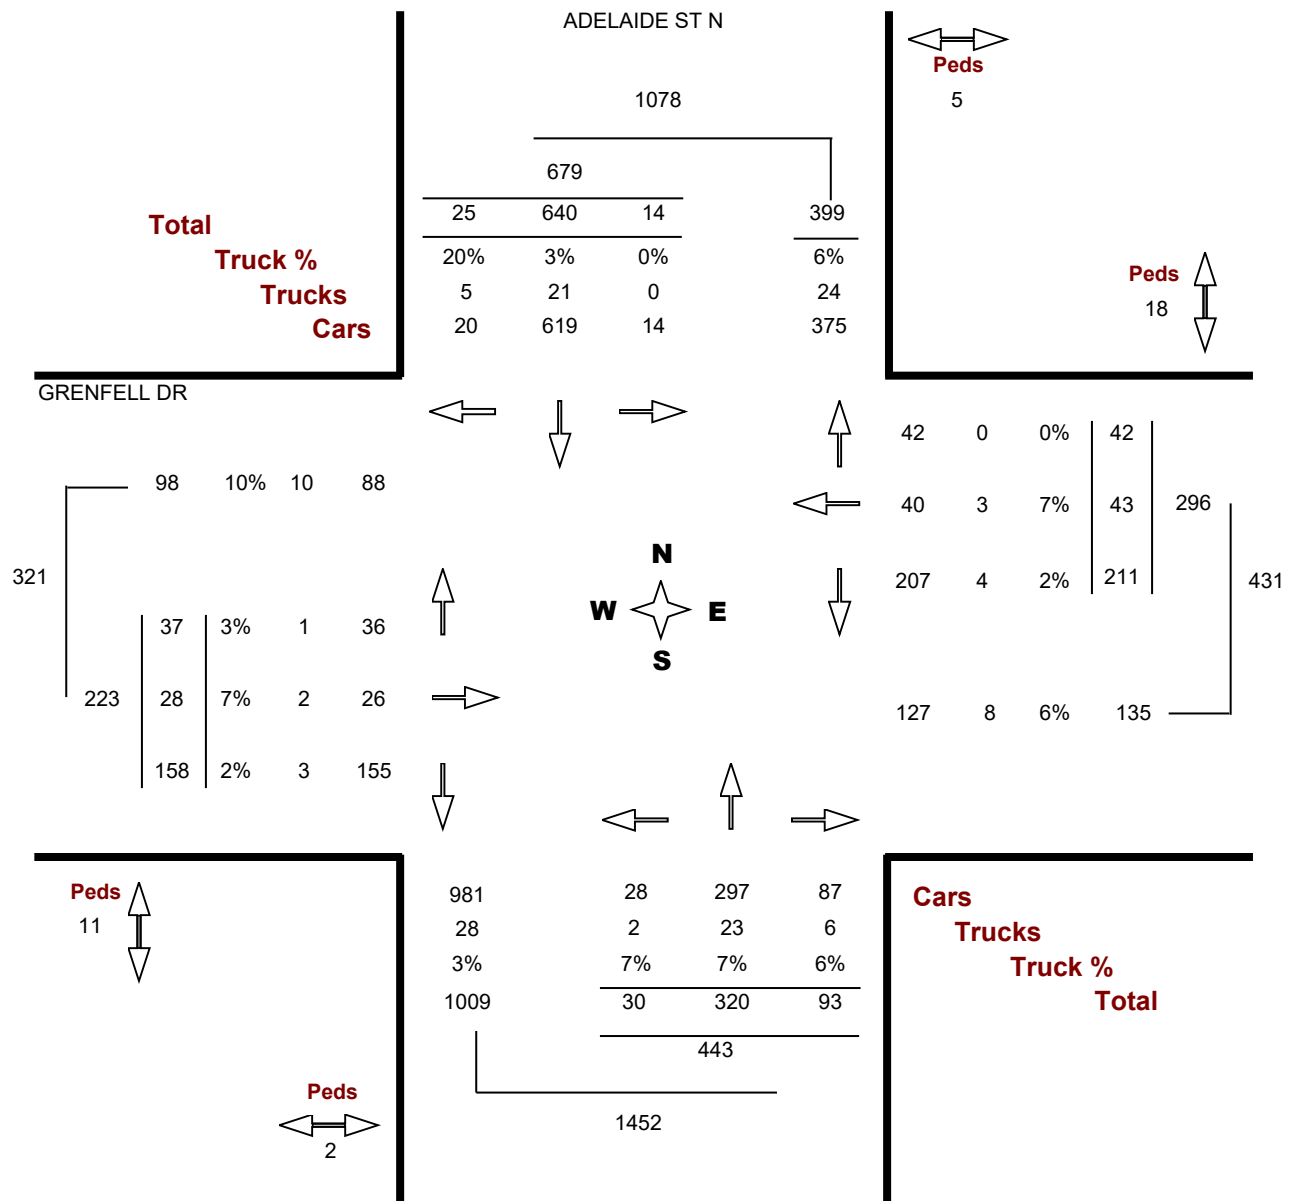 ADELAIDE ST N
Peds
5
1078
679
25 640 14 399
20% 3% 0% 6%
5 21 0 24
20 619 14 375
Total
Truck %
Trucks
Cars
Peds
18
GRENFELL DR
42 0 0% 42
98 10% 10 88
40 3 7% 43 296
N
321
207 4 2% 211 431
W E
S
37 3% 1 36
223 28 7% 2 26
127 8 6% 135
158 2% 3 155
Peds
11
981 28 297 87
28 2 23 6
3% 7% 7% 6%
1009 30 320 93
443
1452
Cars
Trucks
Truck %
Total
Peds
2